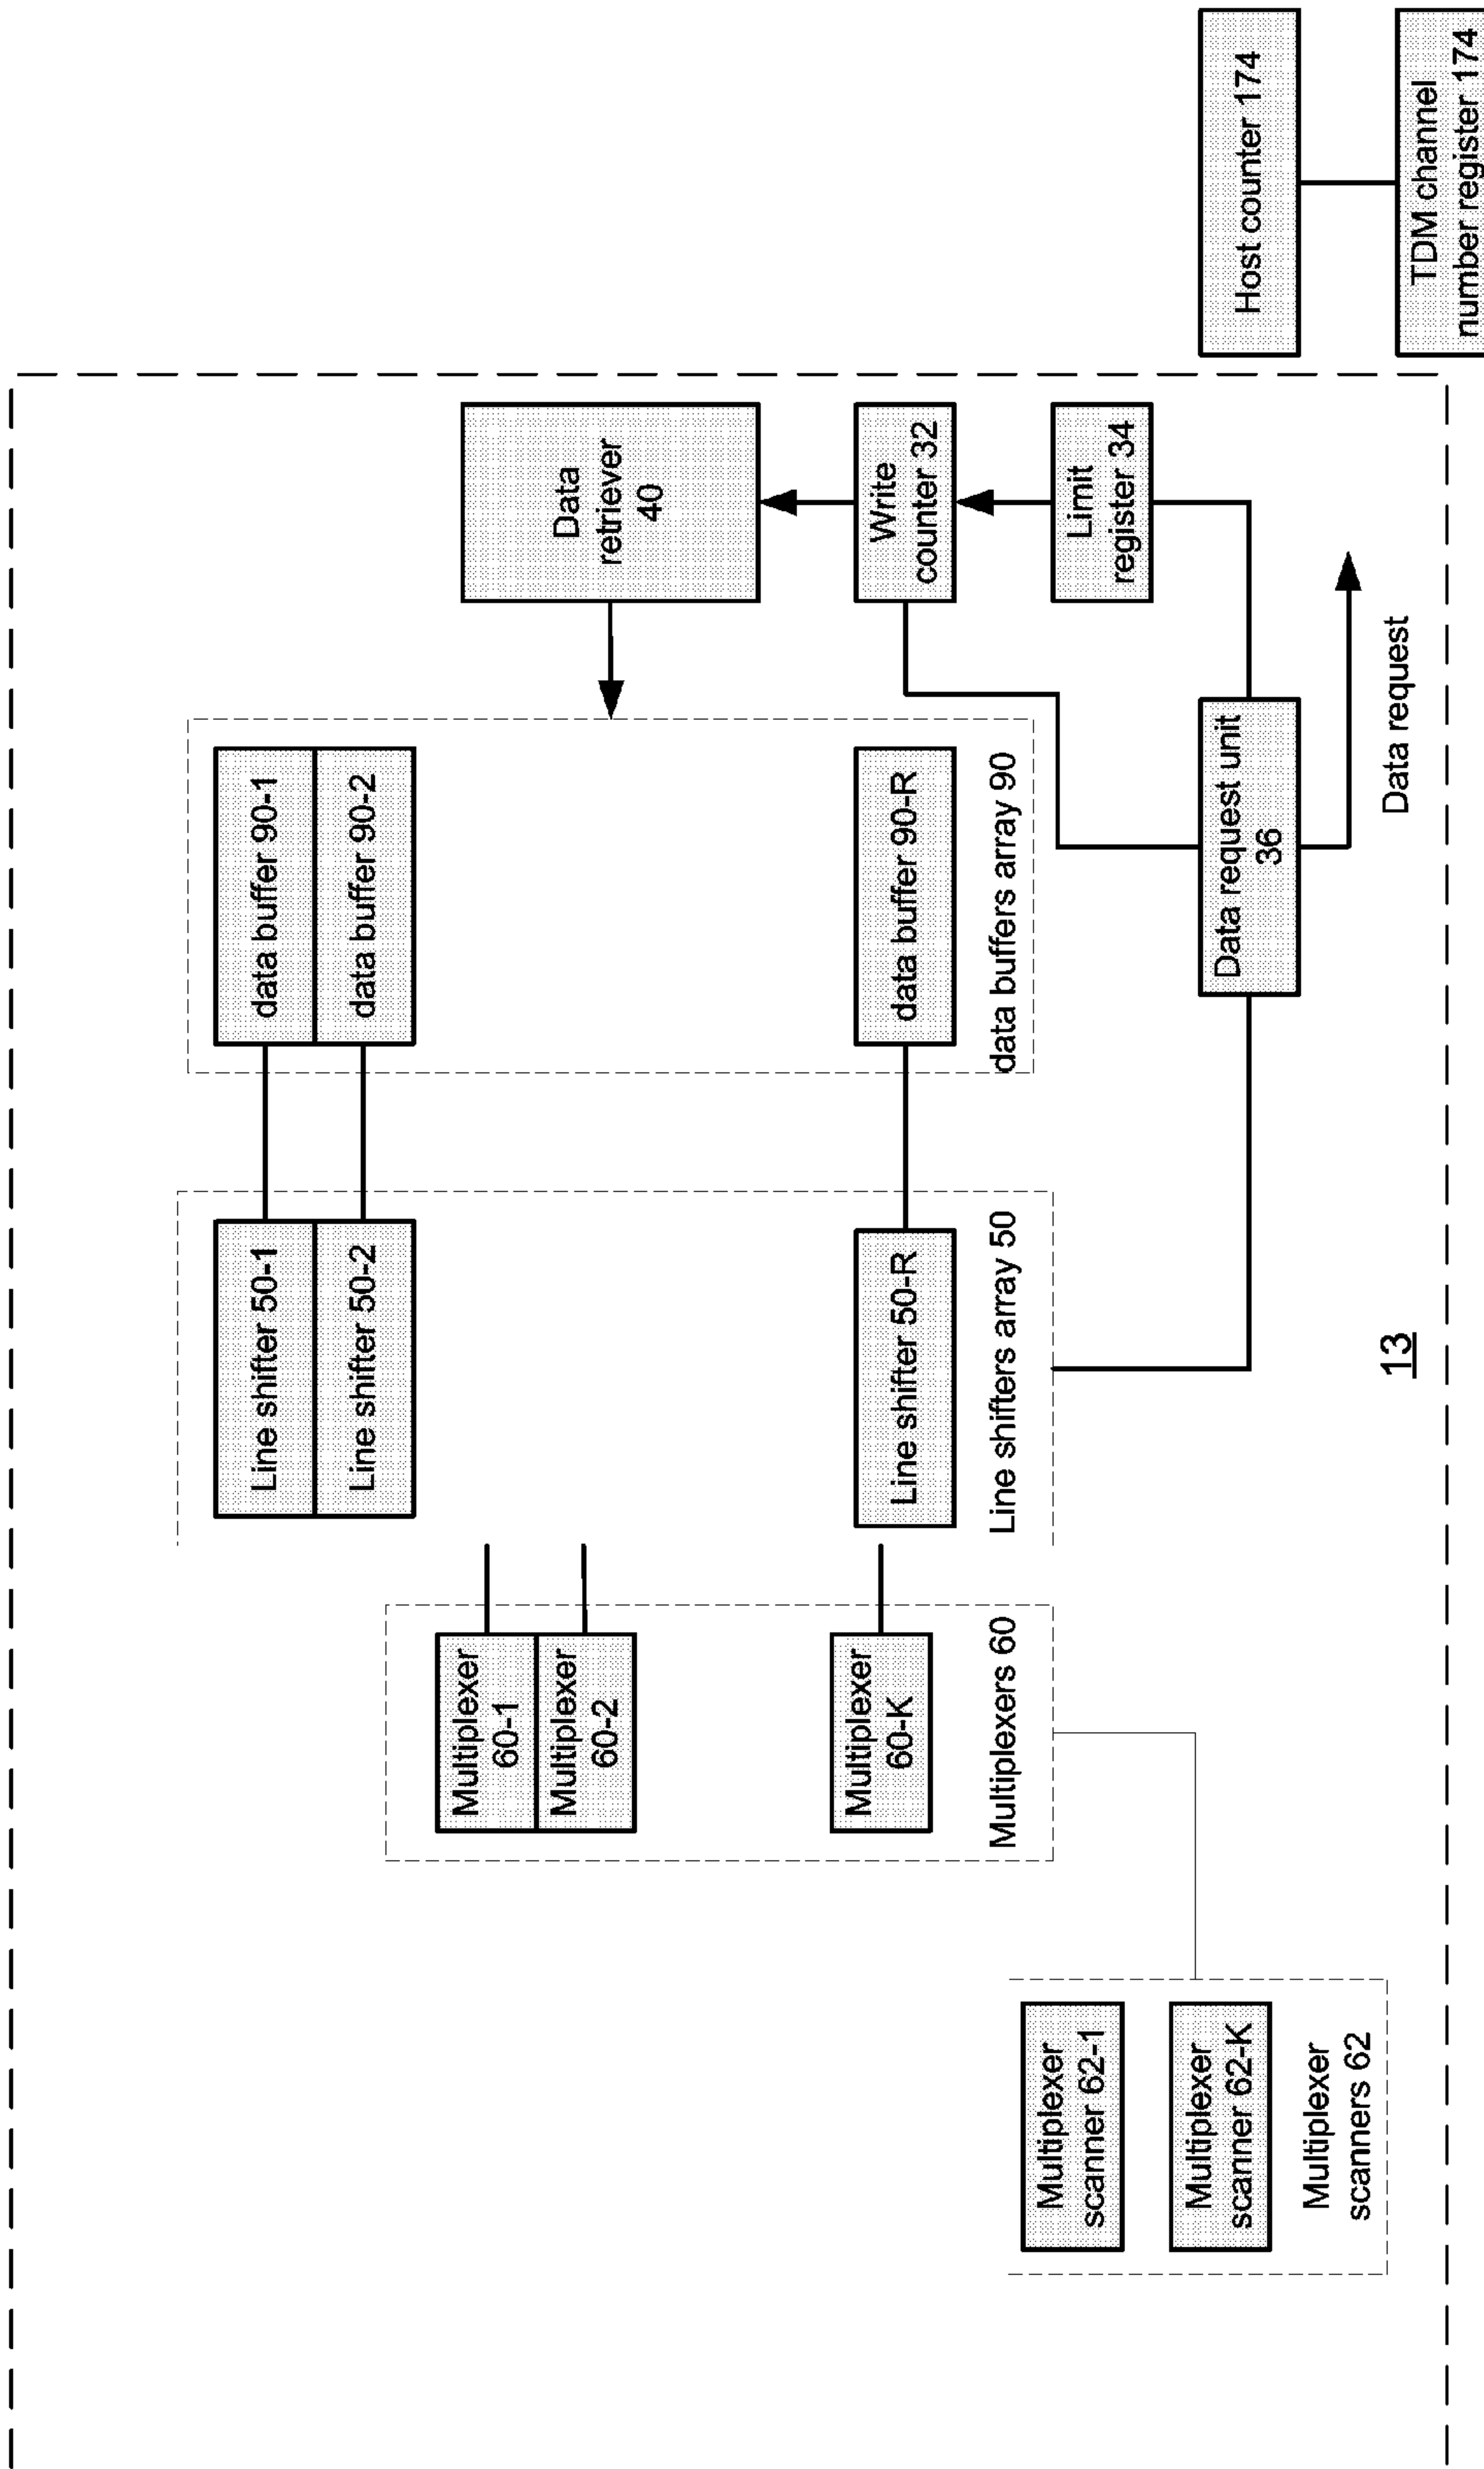 Host counter 174
TDM channel
number register 174
Data
retriever
40
Write
counter 32
Limit
register 34
data buffer 90-1
data buffer 90-2
data buffer 90-R
data buffers array 90
Data request unit
36
Data request
Line shifter 50-1
Line shifter 50-2
Line shifter 50-R
Line shifters array 50
13
Multiplexer
60-1
Multiplexer
60-2
Multiplexer
60-K
Multiplexers 60
Multiplexer
scanner 62-1
Multiplexer
scanner 62-K
Multiplexer
scanners 62